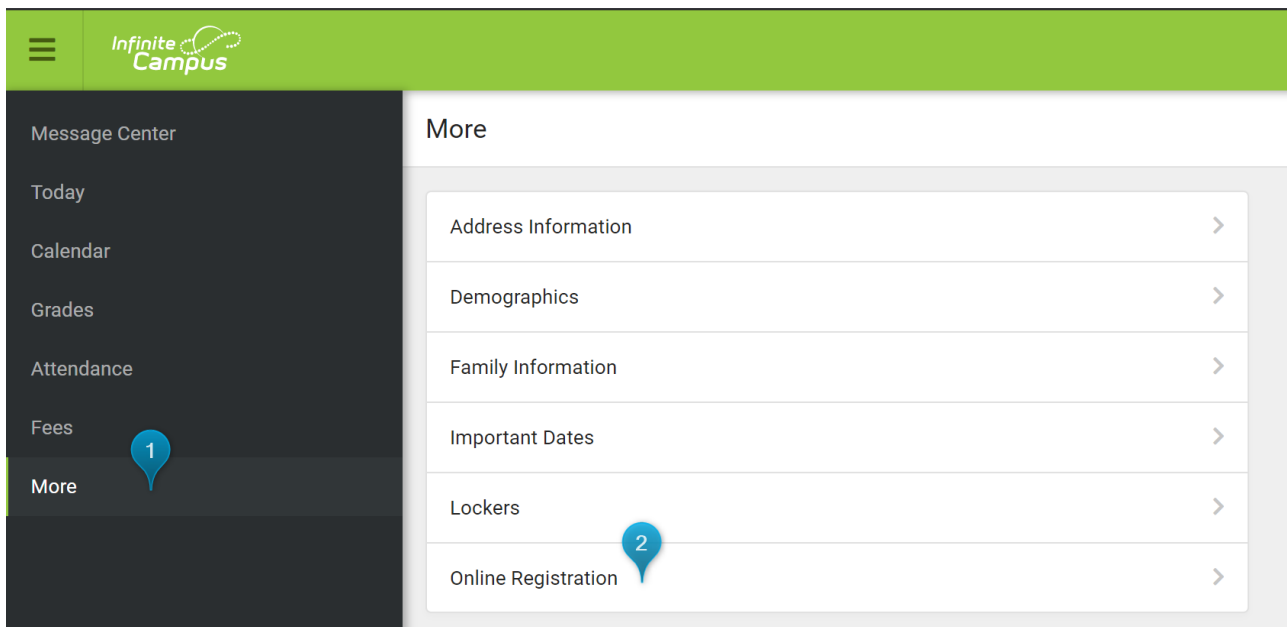 Infinite
Campus
Message Center
Today
Calendar
Grades
Attendance
Fees
1
More
More
Address Information
Demographics
Family Information
Important Dates
Lockers
2
Online Registration